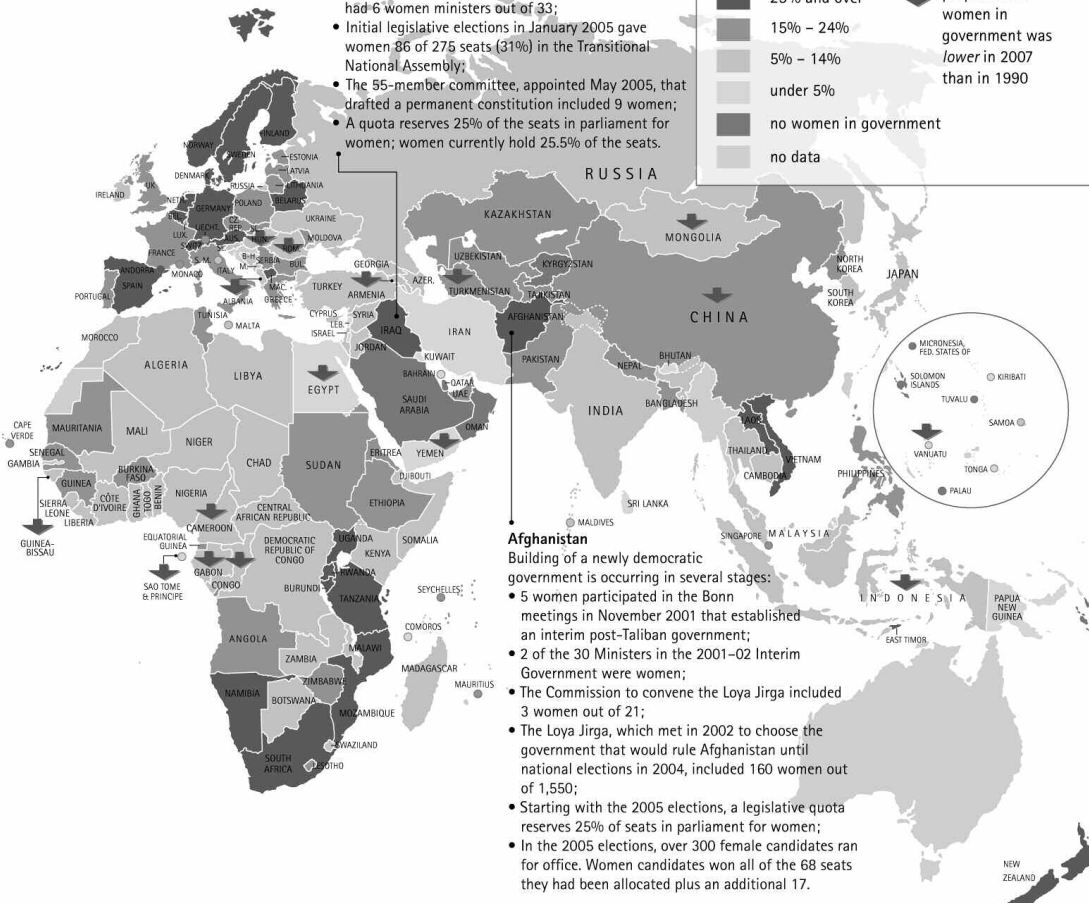 had 6 women ministers out of 33;
• Initial legislative elections in January 2005 gave
women 86 of 275 seats (31%) in the Transitional
National Assembly;
• The 55-member committee, appointed May 2005, that
drafted a permanent constitution included 9 women;
• A quota reserves 25% of the seats in parliament for
women; women currently hold 25.5% of the seats.
25% and over
15% – 24%
5% – 14%
under 5%
no women in government
no data
women in
government was
lower in 2007
than in 1990
RUSSIA
NORWAY
SWEDEN
FINLAND
ESTONIA
LATVIA
LITHUANIA
RUSSIA
DENMARK
IRELAND
UK
NETH.
BEL.
GERMANY
POLAND
BELARUS
LUX.
LIECHT.
CZ.
REP.
UKRAINE
MOLDOVA
FRANCE
SWITZ.
AUS.
HUN.
ROM.
S. M.
B-H
SERBIA
BUL.
M.
ANDORRA
MONACO
ITALY
MAC.
PORTUGAL
SPAIN
ALBANIA
GREECE
GEORGIA
AZER.
TURKEY
ARMENIA
CYPRUS
LEB.
ISRAEL
SYRIA
IRAQ
IRAN
JORDAN
KUWAIT
BAHRAIN
QATAR
UAE
SAUDI
ARABIA
OMAN
YEMEN
KAZAKHSTAN
UZBEKISTAN
KYRGYZSTAN
TURKMENISTAN
TAJIKISTAN
AFGHANISTAN
PAKISTAN
MONGOLIA
CHINA
NORTH
KOREA
SOUTH
KOREA
JAPAN
NEPAL
BHUTAN
BANGLADESH
INDIA
SRI LANKA
MALDIVES
LAOS
THAILAND
VIETNAM
CAMBODIA
PHILIPPINES
SINGAPORE
MALAYSIA
INDONESIA
EAST TIMOR
PAPUA
NEW
GUINEA
NEW
ZEALAND
MICRONESIA,
FED. STATES OF
SOLOMON
ISLANDS
KIRIBATI
TUVALU
SAMOA
VANUATU
TONGA
PALAU
TUNISIA
MALTA
MOROCCO
ALGERIA
LIBYA
EGYPT
CAPE
VERDE
MAURITANIA
MALI
NIGER
CHAD
SUDAN
ERITREA
DJIBOUTI
SENEGAL
GAMBIA
GUINEA
BURKINA
FASO
SIERRA
LEONE
LIBERIA
CÔTE
D'IVOIRE
GHANA
TOGO
BENIN
NIGERIA
CAMEROON
CENTRAL
AFRICAN REPUBLIC
ETHIOPIA
SOMALIA
GUINEA-
BISSAU
EQUATORIAL
GUINEA
SAO TOME
& PRINCIPE
GABON
CONGO
DEMOCRATIC
REPUBLIC OF
CONGO
UGANDA
KENYA
RWANDA
BURUNDI
TANZANIA
SEYCHELLES
COMOROS
ANGOLA
ZAMBIA
MALAWI
MADAGASCAR
MAURITIUS
NAMIBIA
BOTSWANA
ZIMBABWE
MOZAMBIQUE
SWAZILAND
SOUTH
AFRICA
LESOTHO
Afghanistan
Building of a newly democratic
government is occurring in several stages:
• 5 women participated in the Bonn
meetings in November 2001 that established
an interim post-Taliban government;
• 2 of the 30 Ministers in the 2001–02 Interim
Government were women;
• The Commission to convene the Loya Jirga included
3 women out of 21;
• The Loya Jirga, which met in 2002 to choose the
government that would rule Afghanistan until
national elections in 2004, included 160 women out
of 1,550;
• Starting with the 2005 elections, a legislative quota
reserves 25% of seats in parliament for women;
• In the 2005 elections, over 300 female candidates ran
for office. Women candidates won all of the 68 seats
they had been allocated plus an additional 17.